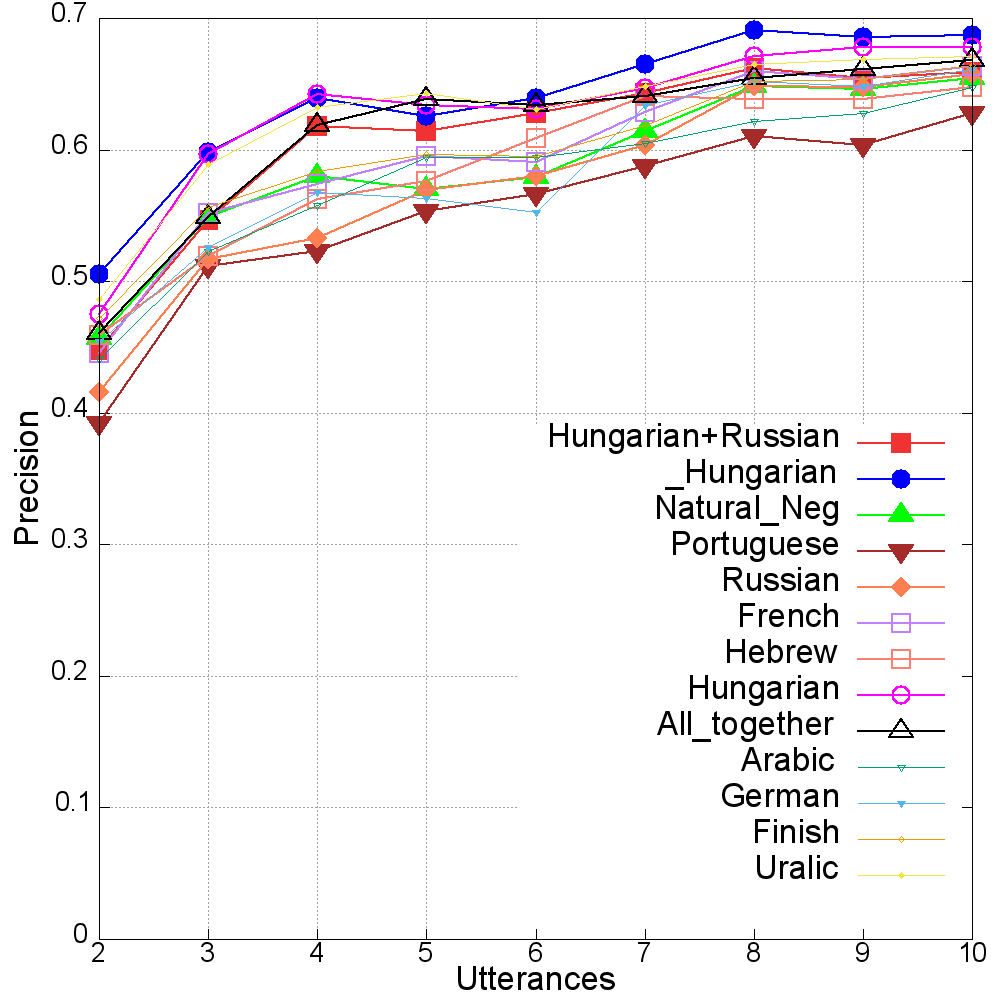 0.7
0.6
0.5
0.4
0.3
0.2
0.1
0
Precision
Hungarian+Russian
_Hungarian
Natural_Neg
Portuguese
Russian
French
Hebrew
Hungarian
All_together
Arabic
German
Finish
Uralic
2 3 4 5 6 7 8 9 10
Utterances